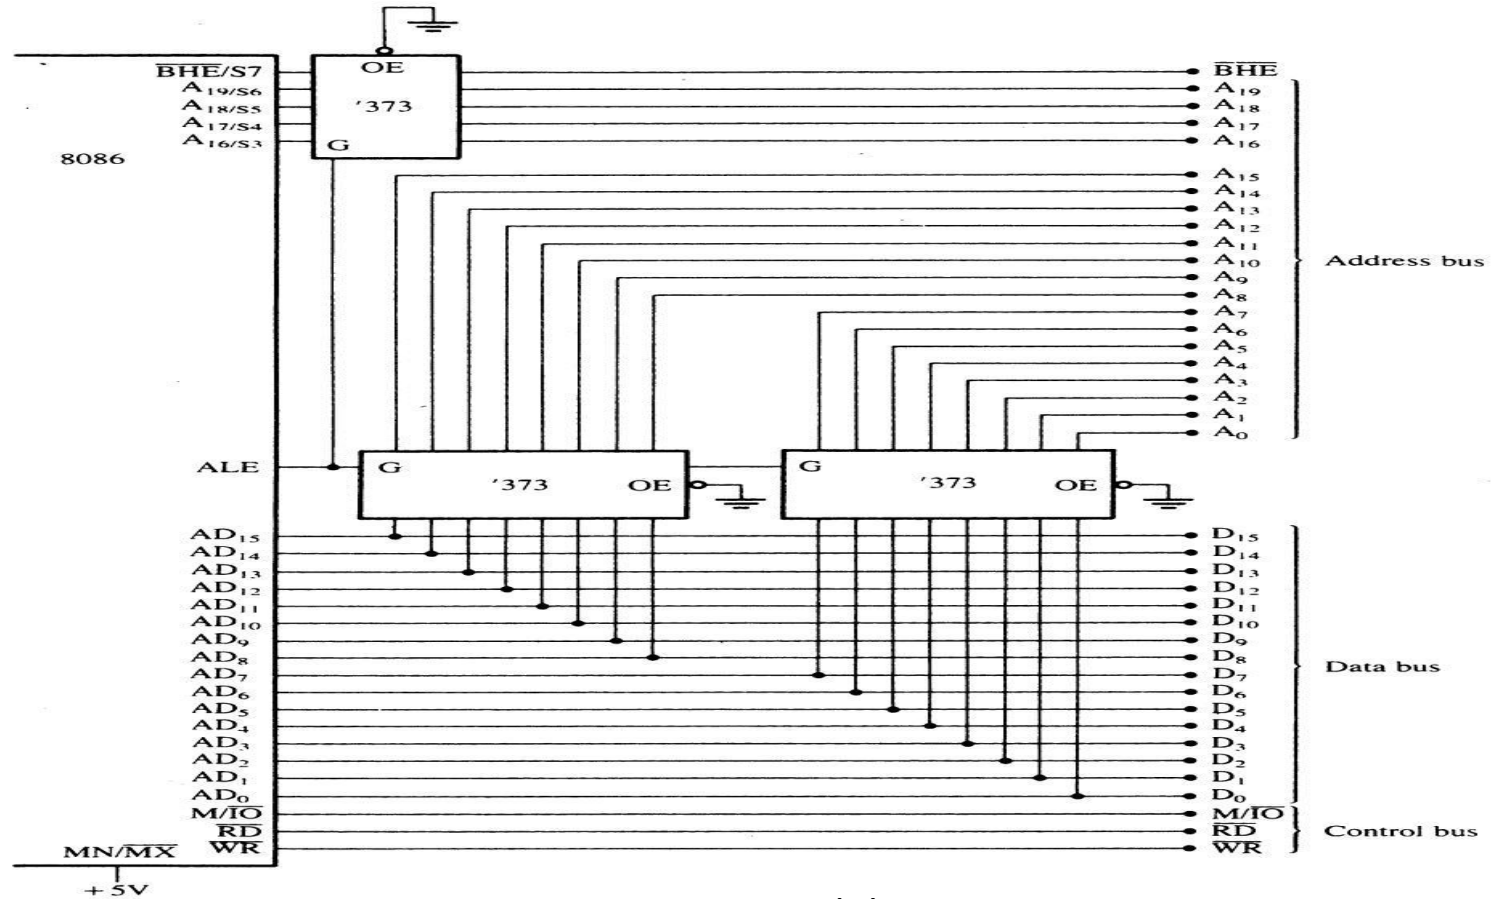 OE
BHE/S7
BHE
A19/S6
A19
'373
A18/S5
A18
A17/S4
A17
A16/S3
G
A16
8086
A15
A14
A13
A12
A11
A10
Address bus
A9
A8
A7
A6
A5
A4
A3
A2
A1
A0
ALE
G
'373
OE
G
'373
OE
AD15
D15
AD14
D14
AD13
D13
AD12
D12
AD11
D11
AD10
D10
AD9
D9
AD8
D8
Data bus
AD7
D7
AD6
D6
AD5
D5
AD4
D4
AD3
D3
AD2
D2
AD1
D1
AD0
D0
M/IO
M/IO
RD
RD
Control bus
MN/MX
WR
WR
+5V